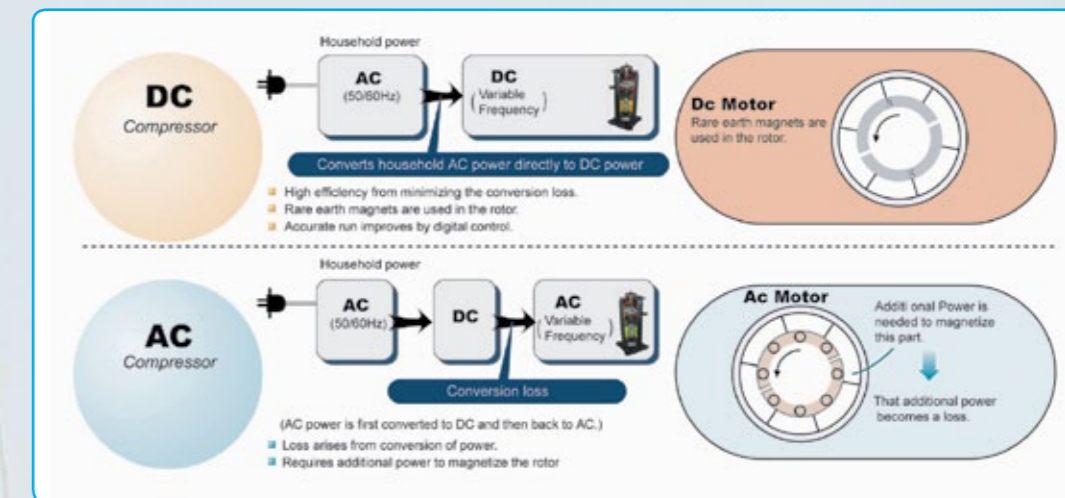 Household power
DC
Compressor
AC
(50/60Hz)
DC
(Variable
Frequency)
Converts household AC power directly to DC power
High efficiency from minimizing the conversion loss.
Rare earth magnets are used in the rotor.
Accurate run improves by digital control.
Dc Motor
Rare earth magnets are
used in the rotor.
Household power
AC
Compressor
AC
(50/60Hz)
DC
AC
(Variable
Frequency)
Conversion loss
(AC power is first converted to DC and then back to AC.)
Loss arises from conversion of power.
Requires additional power to magnetize the rotor
Ac Motor
Additi onal Power is
needed to magnetize
this part.
That additional power
becomes a loss.